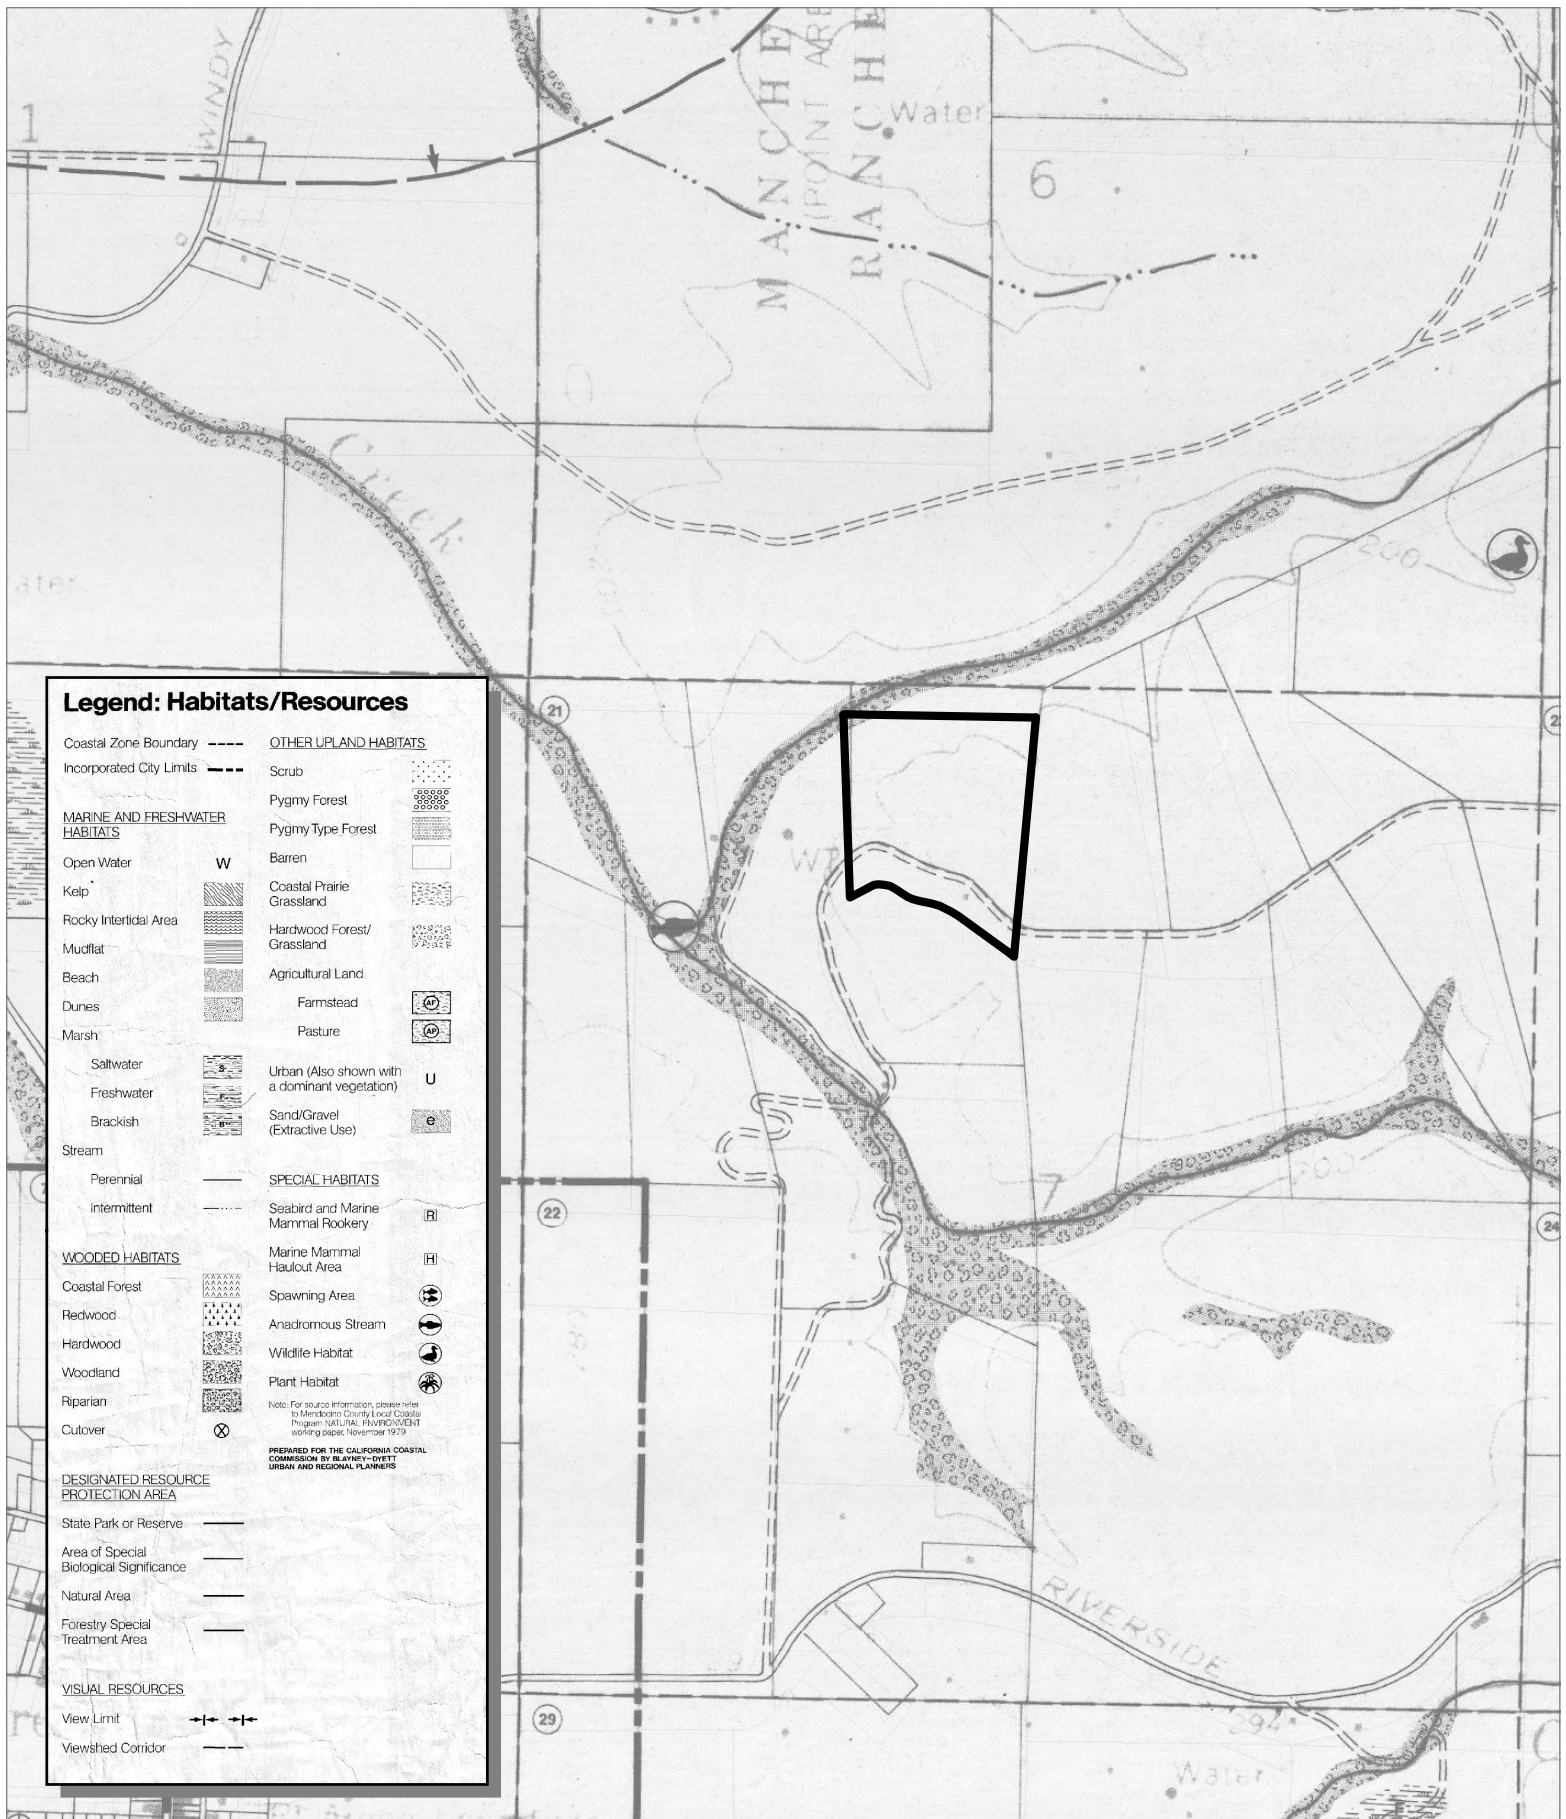 WINDY
1
MANCHE
(POINT ARE
RANCHE
Water
6
Creek
200
ater
21
22
7
24
29
RIVERSIDE
294
Water
Legend: Habitats/Resources
Coastal Zone Boundary
Incorporated City Limits
MARINE AND FRESHWATER
HABITATS
Open Water W
Kelp
Rocky Intertidal Area
Mudflat
Beach
Dunes
Marsh
Saltwater S
Freshwater F
Brackish B
Stream
Perennial
Intermittent
WOODED HABITATS
Coastal Forest
Redwood
Hardwood
Woodland
Riparian
Cutover X
DESIGNATED RESOURCE
PROTECTION AREA
State Park or Reserve
Area of Special
Biological Significance
Natural Area
Forestry Special
Treatment Area
VISUAL RESOURCES
View Limit
Viewshed Corridor
OTHER UPLAND HABITATS
Scrub
Pygmy Forest
Pygmy Type Forest
Barren
Coastal Prairie
Grassland
Hardwood Forest/
Grassland
Agricultural Land
Farmstead AF
Pasture AP
Urban (Also shown with
a dominant vegetation) U
Sand/Gravel
(Extractive Use) e
SPECIAL HABITATS
Seabird and Marine
Mammal Rookery R
Marine Mammal
Haulout Area H
Spawning Area
Anadromous Stream
Wildlife Habitat
Plant Habitat
Note: For source information, please refer
to Mendocino County Local Coastal
Program NATURAL ENVIRONMENT
working paper, November 1979
PREPARED FOR THE CALIFORNIA COASTAL
COMMISSION BY BLAYNEY-DYETT
URBAN AND REGIONAL PLANNERS